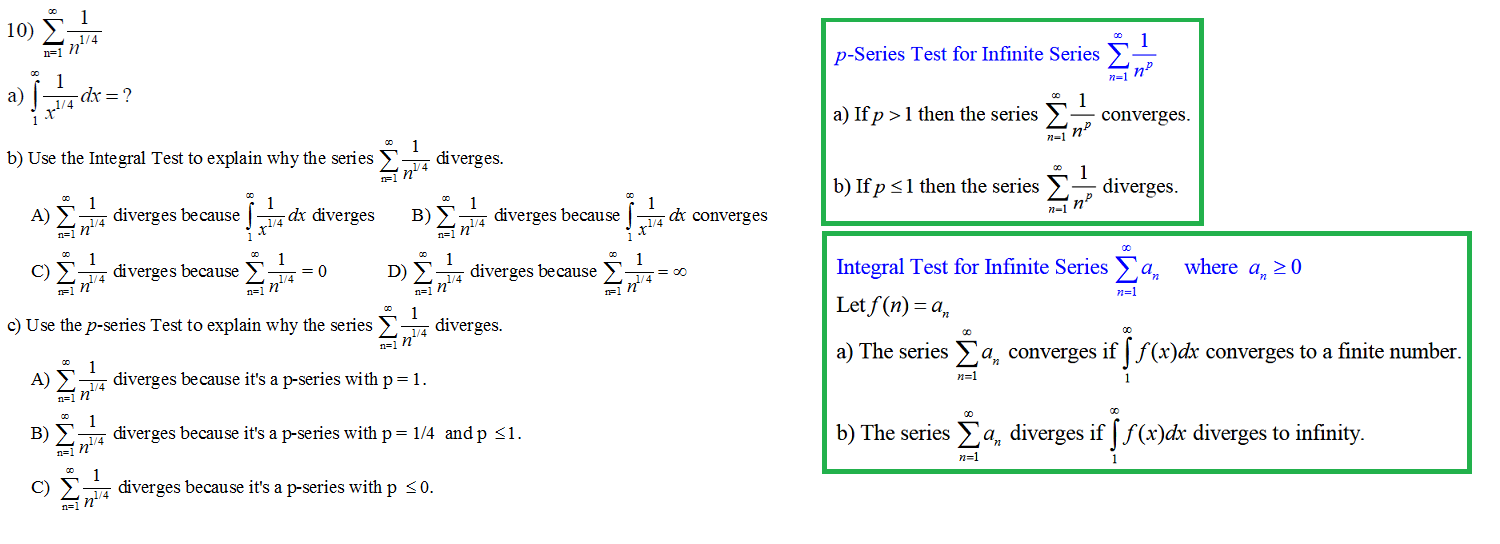 10) \sum_{n=1}^{\infty} \frac{1}{n^{1/4}}
a) \int_{1}^{\infty} \frac{1}{x^{1/4}} dx = ?
b) Use the Integral Test to explain why the series \sum_{n=1}^{\infty} \frac{1}{n^{1/4}} diverges.
A) \sum_{n=1}^{\infty} \frac{1}{n^{1/4}} diverges because \int_{1}^{\infty} \frac{1}{x^{1/4}} dx diverges B) \sum_{n=1}^{\infty} \frac{1}{n^{1/4}} diverges because \int_{1}^{\infty} \frac{1}{x^{1/4}} dx converges
C) \sum_{n=1}^{\infty} \frac{1}{n^{1/4}} diverges because \sum_{n=1}^{\infty} \frac{1}{n^{1/4}} = 0 D) \sum_{n=1}^{\infty} \frac{1}{n^{1/4}} diverges because \sum_{n=1}^{\infty} \frac{1}{n^{1/4}} = ∞
c) Use the p-series Test to explain why the series \sum_{n=1}^{\infty} \frac{1}{n^{1/4}} diverges.
A) \sum_{n=1}^{\infty} \frac{1}{n^{1/4}} diverges because it's a p-series with p = 1.
B) \sum_{n=1}^{\infty} \frac{1}{n^{1/4}} diverges because it's a p-series with p = 1/4 and p ≤ 1.
C) \sum_{n=1}^{\infty} \frac{1}{n^{1/4}} diverges because it's a p-series with p ≤ 0.
p-Series Test for Infinite Series \sum_{n=1}^{\infty} \frac{1}{n^p}
a) If p > 1 then the series \sum_{n=1}^{\infty} \frac{1}{n^p} converges.
b) If p ≤ 1 then the series \sum_{n=1}^{\infty} \frac{1}{n^p} diverges.
Integral Test for Infinite Series \sum_{n=1}^{\infty} a_n where a_n ≥ 0
Let f(n) = a_n
a) The series \sum_{n=1}^{\infty} a_n converges if \int_{1}^{\infty} f(x)dx converges to a finite number.
b) The series \sum_{n=1}^{\infty} a_n diverges if \int_{1}^{\infty} f(x)dx diverges to infinity.